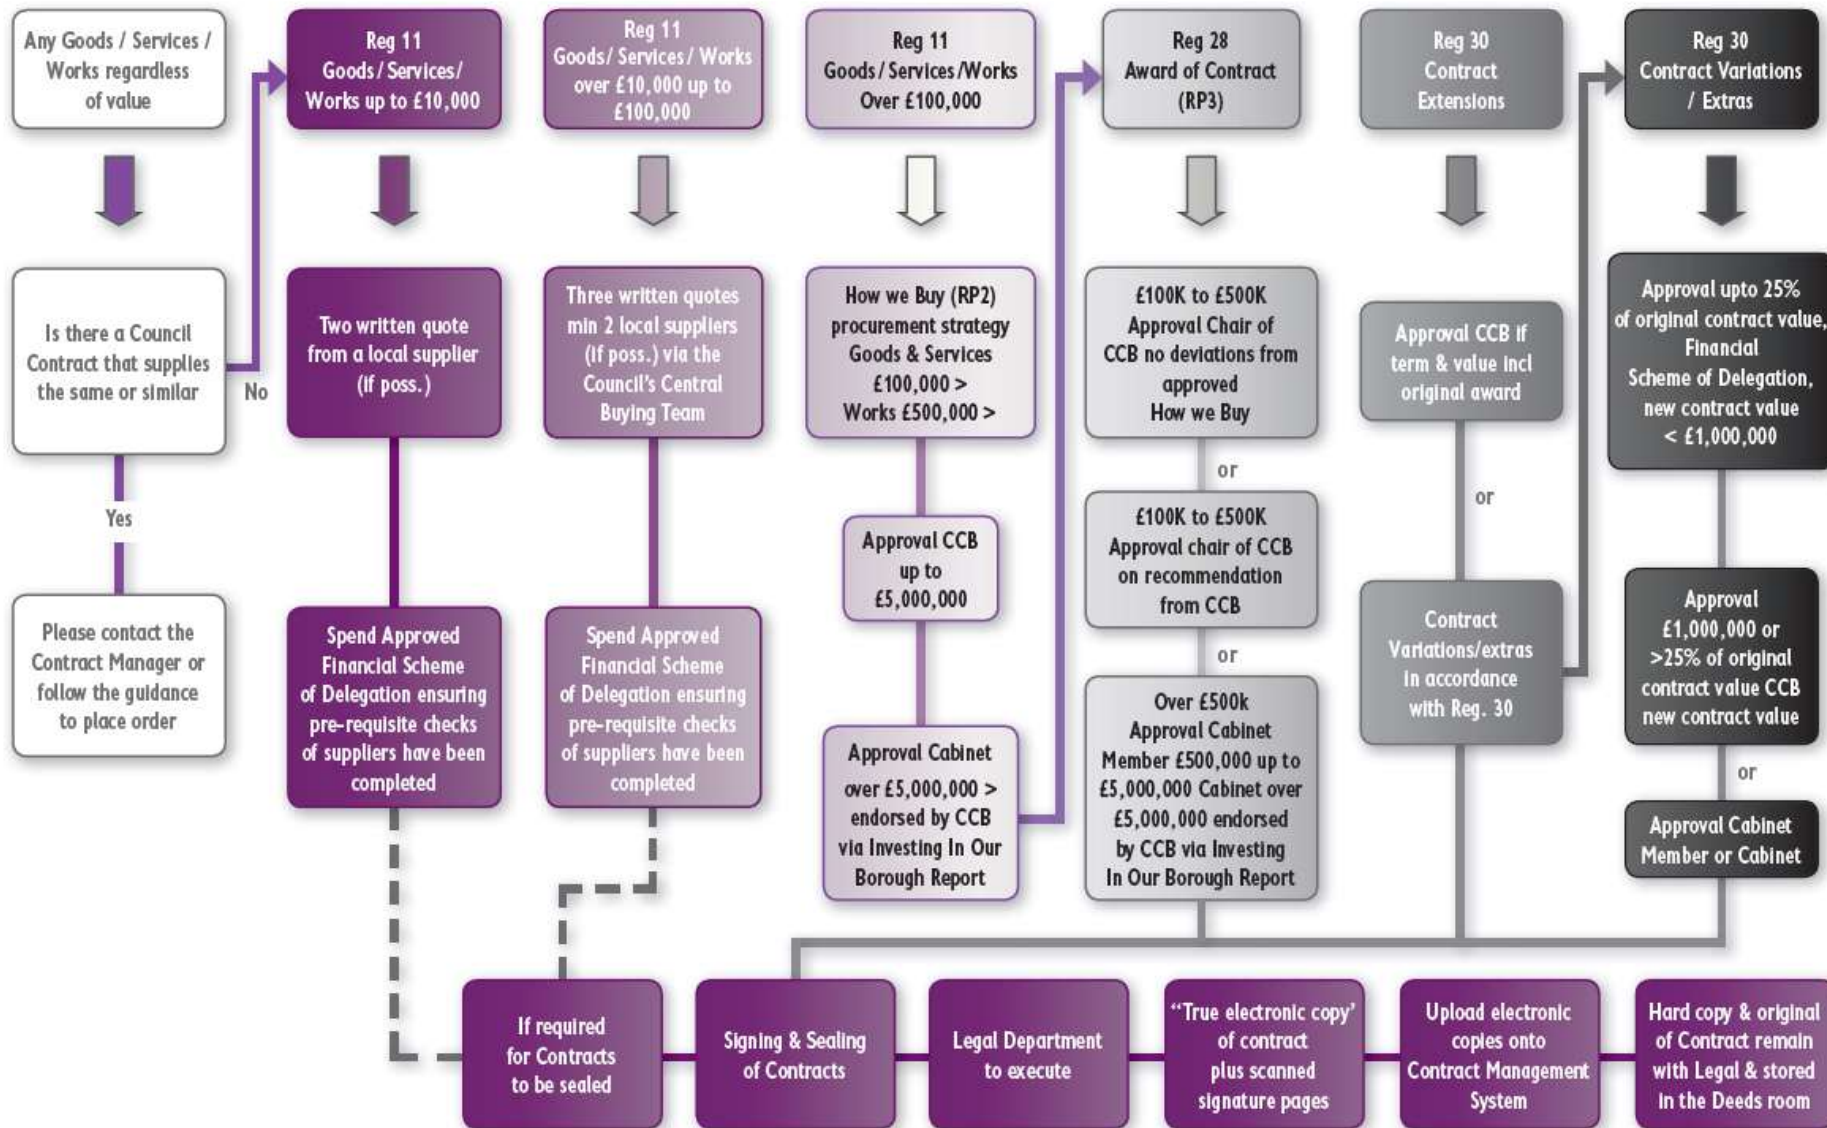 Any Goods / Services /
Works regardless
of value
Is there a Council
Contract that supplies
the same or similar
No
Yes
Please contact the
Contract Manager or
follow the guidance
to place order
Reg 11
Goods / Services /
Works up to £10,000
Two written quote
from a local supplier
(if poss.)
Spend Approved
Financial Scheme
of Delegation ensuring
pre-requisite checks
of suppliers have been
completed
Reg 11
Goods / Services / Works
over £10,000 up to
£100,000
Three written quotes
min 2 local suppliers
(if poss.) via the
Council's Central
Buying Team
Spend Approved
Financial Scheme
of Delegation ensuring
pre-requisite checks
of suppliers have been
completed
Reg 11
Goods / Services /Works
Over £100,000
How we Buy (RP2)
procurement strategy
Goods & Services
£100,000 >
Works £500,000 >
Approval CCB
up to
£5,000,000
Approval Cabinet
over £5,000,000 >
endorsed by CCB
via Investing In Our
Borough Report
Reg 28
Award of Contract
(RP3)
£100K to £500K
Approval Chair of
CCB no deviations from
approved
How we Buy
or
£100K to £500K
Approval chair of CCB
on recommendation
from CCB
or
Over £500k
Approval Cabinet
Member £500,000 up to
£5,000,000 Cabinet over
£5,000,000 endorsed
by CCB via Investing
In Our Borough Report
Reg 30
Contract
Extensions
Approval CCB if
term & value incl
original award
or
Contract
Variations/extras
in accordance
with Reg. 30
Reg 30
Contract Variations
/ Extras
Approval upto 25%
of original contract value,
Financial
Scheme of Delegation,
new contract value
< £1,000,000
Approval
£1,000,000 or
>25% of original
contract value CCB
new contract value
or
Approval Cabinet
Member or Cabinet
If required
for Contracts
to be sealed
Signing & Sealing
of Contracts
Legal Department
to execute
“True electronic copy’
of contract
plus scanned
signature pages
Upload electronic
copies onto
Contract Management
System
Hard copy & original
of Contract remain
with Legal & stored
in the Deeds room